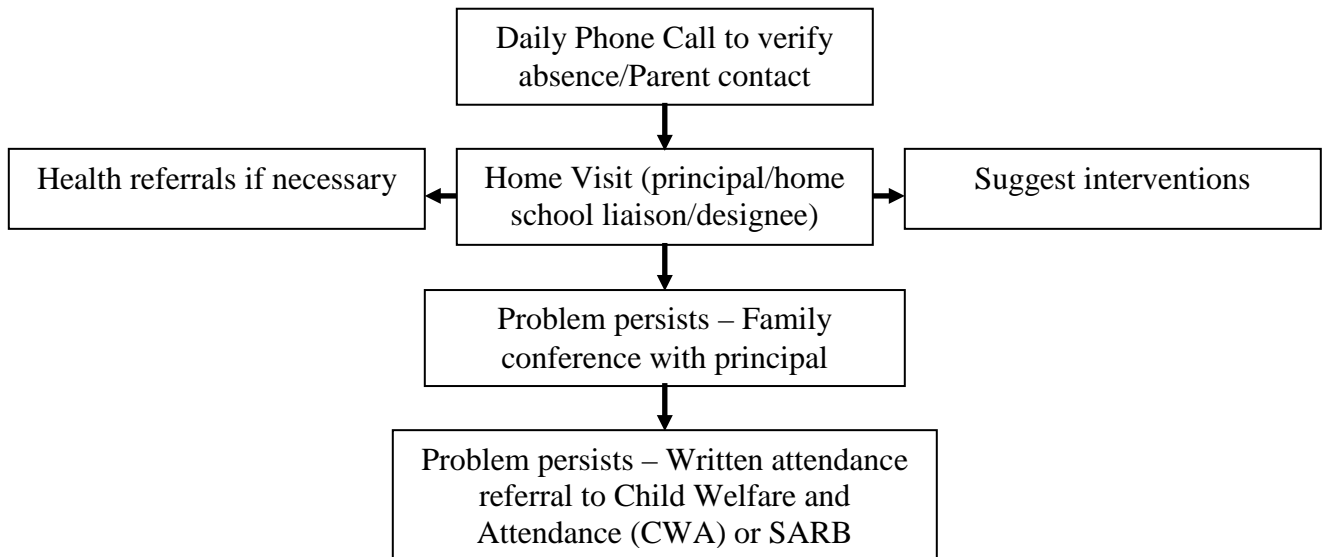 Daily Phone Call to verify
absence/Parent contact
Health referrals if necessary
Home Visit (principal/home
school liaison/designee)
Suggest interventions
Problem persists – Family
conference with principal
Problem persists – Written attendance
referral to Child Welfare and
Attendance (CWA) or SARB